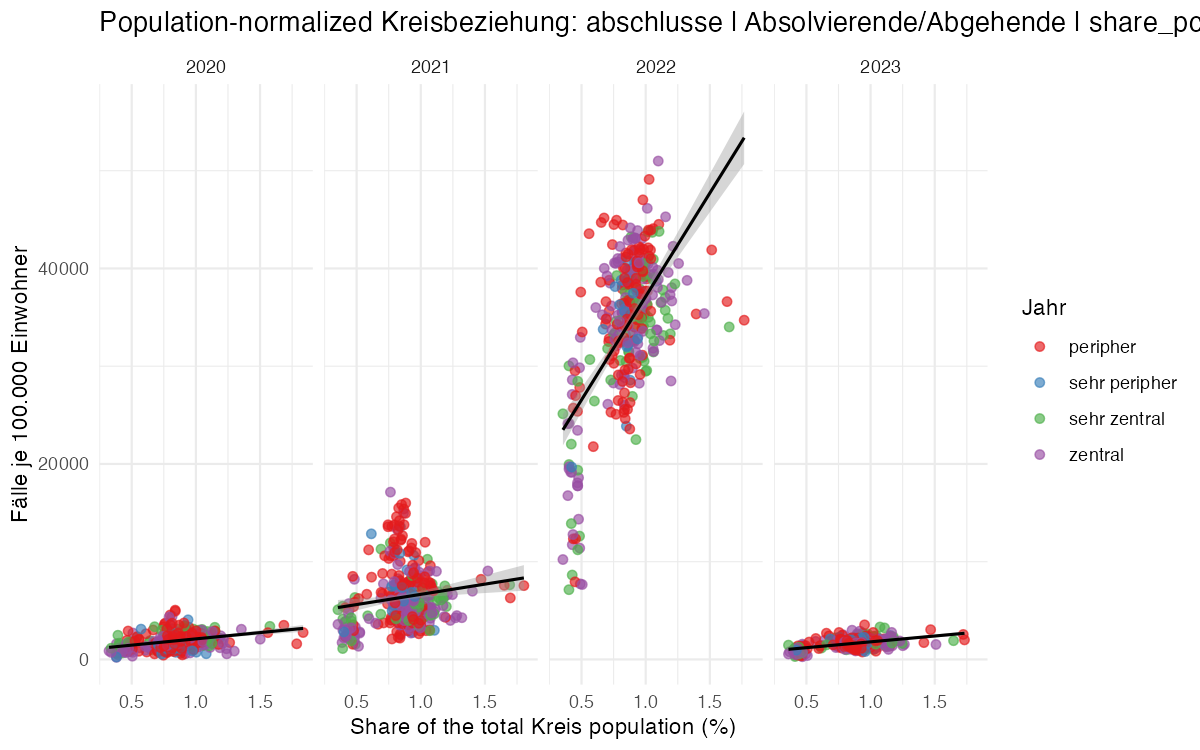 Population-normalized Kreisbeziehung: abschlusse | Absolvierende/Abgehende | share_pc
2020 2021 2022 2023
Fälle je 100.000 Einwohner
40000
20000
0
0.5 1.0 1.5 0.5 1.0 1.5 0.5 1.0 1.5 0.5 1.0 1.5
Share of the total Kreis population (%)
Jahr
peripher
sehr peripher
sehr zentral
zentral